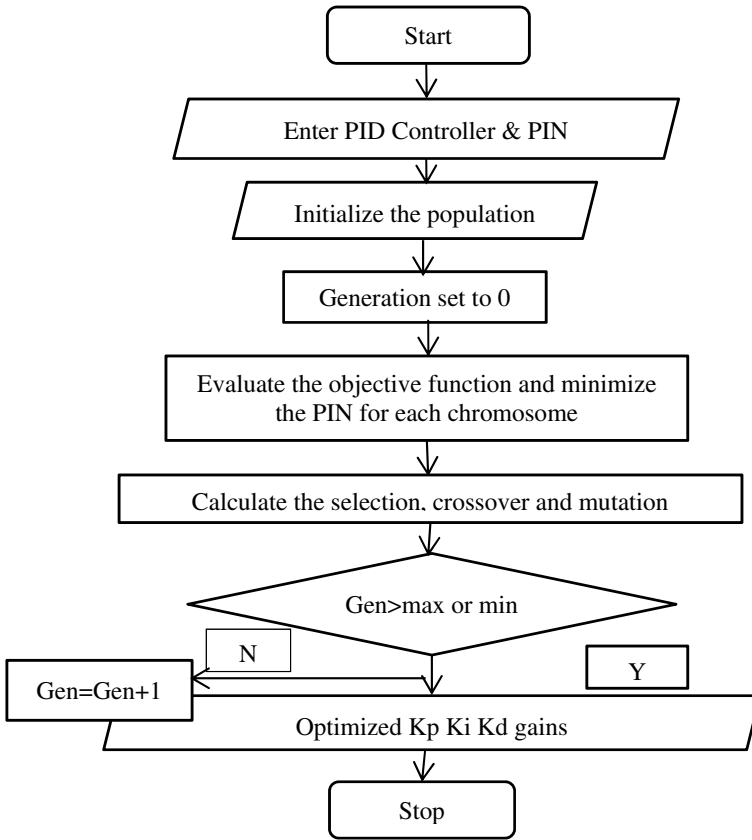 Start
Enter PID Controller & PIN
Initialize the population
Generation set to 0
Evaluate the objective function and minimize
the PIN for each chromosome
Calculate the selection, crossover and mutation
Gen>max or min
N
Y
Gen=Gen+1
Optimized Kp Ki Kd gains
Stop